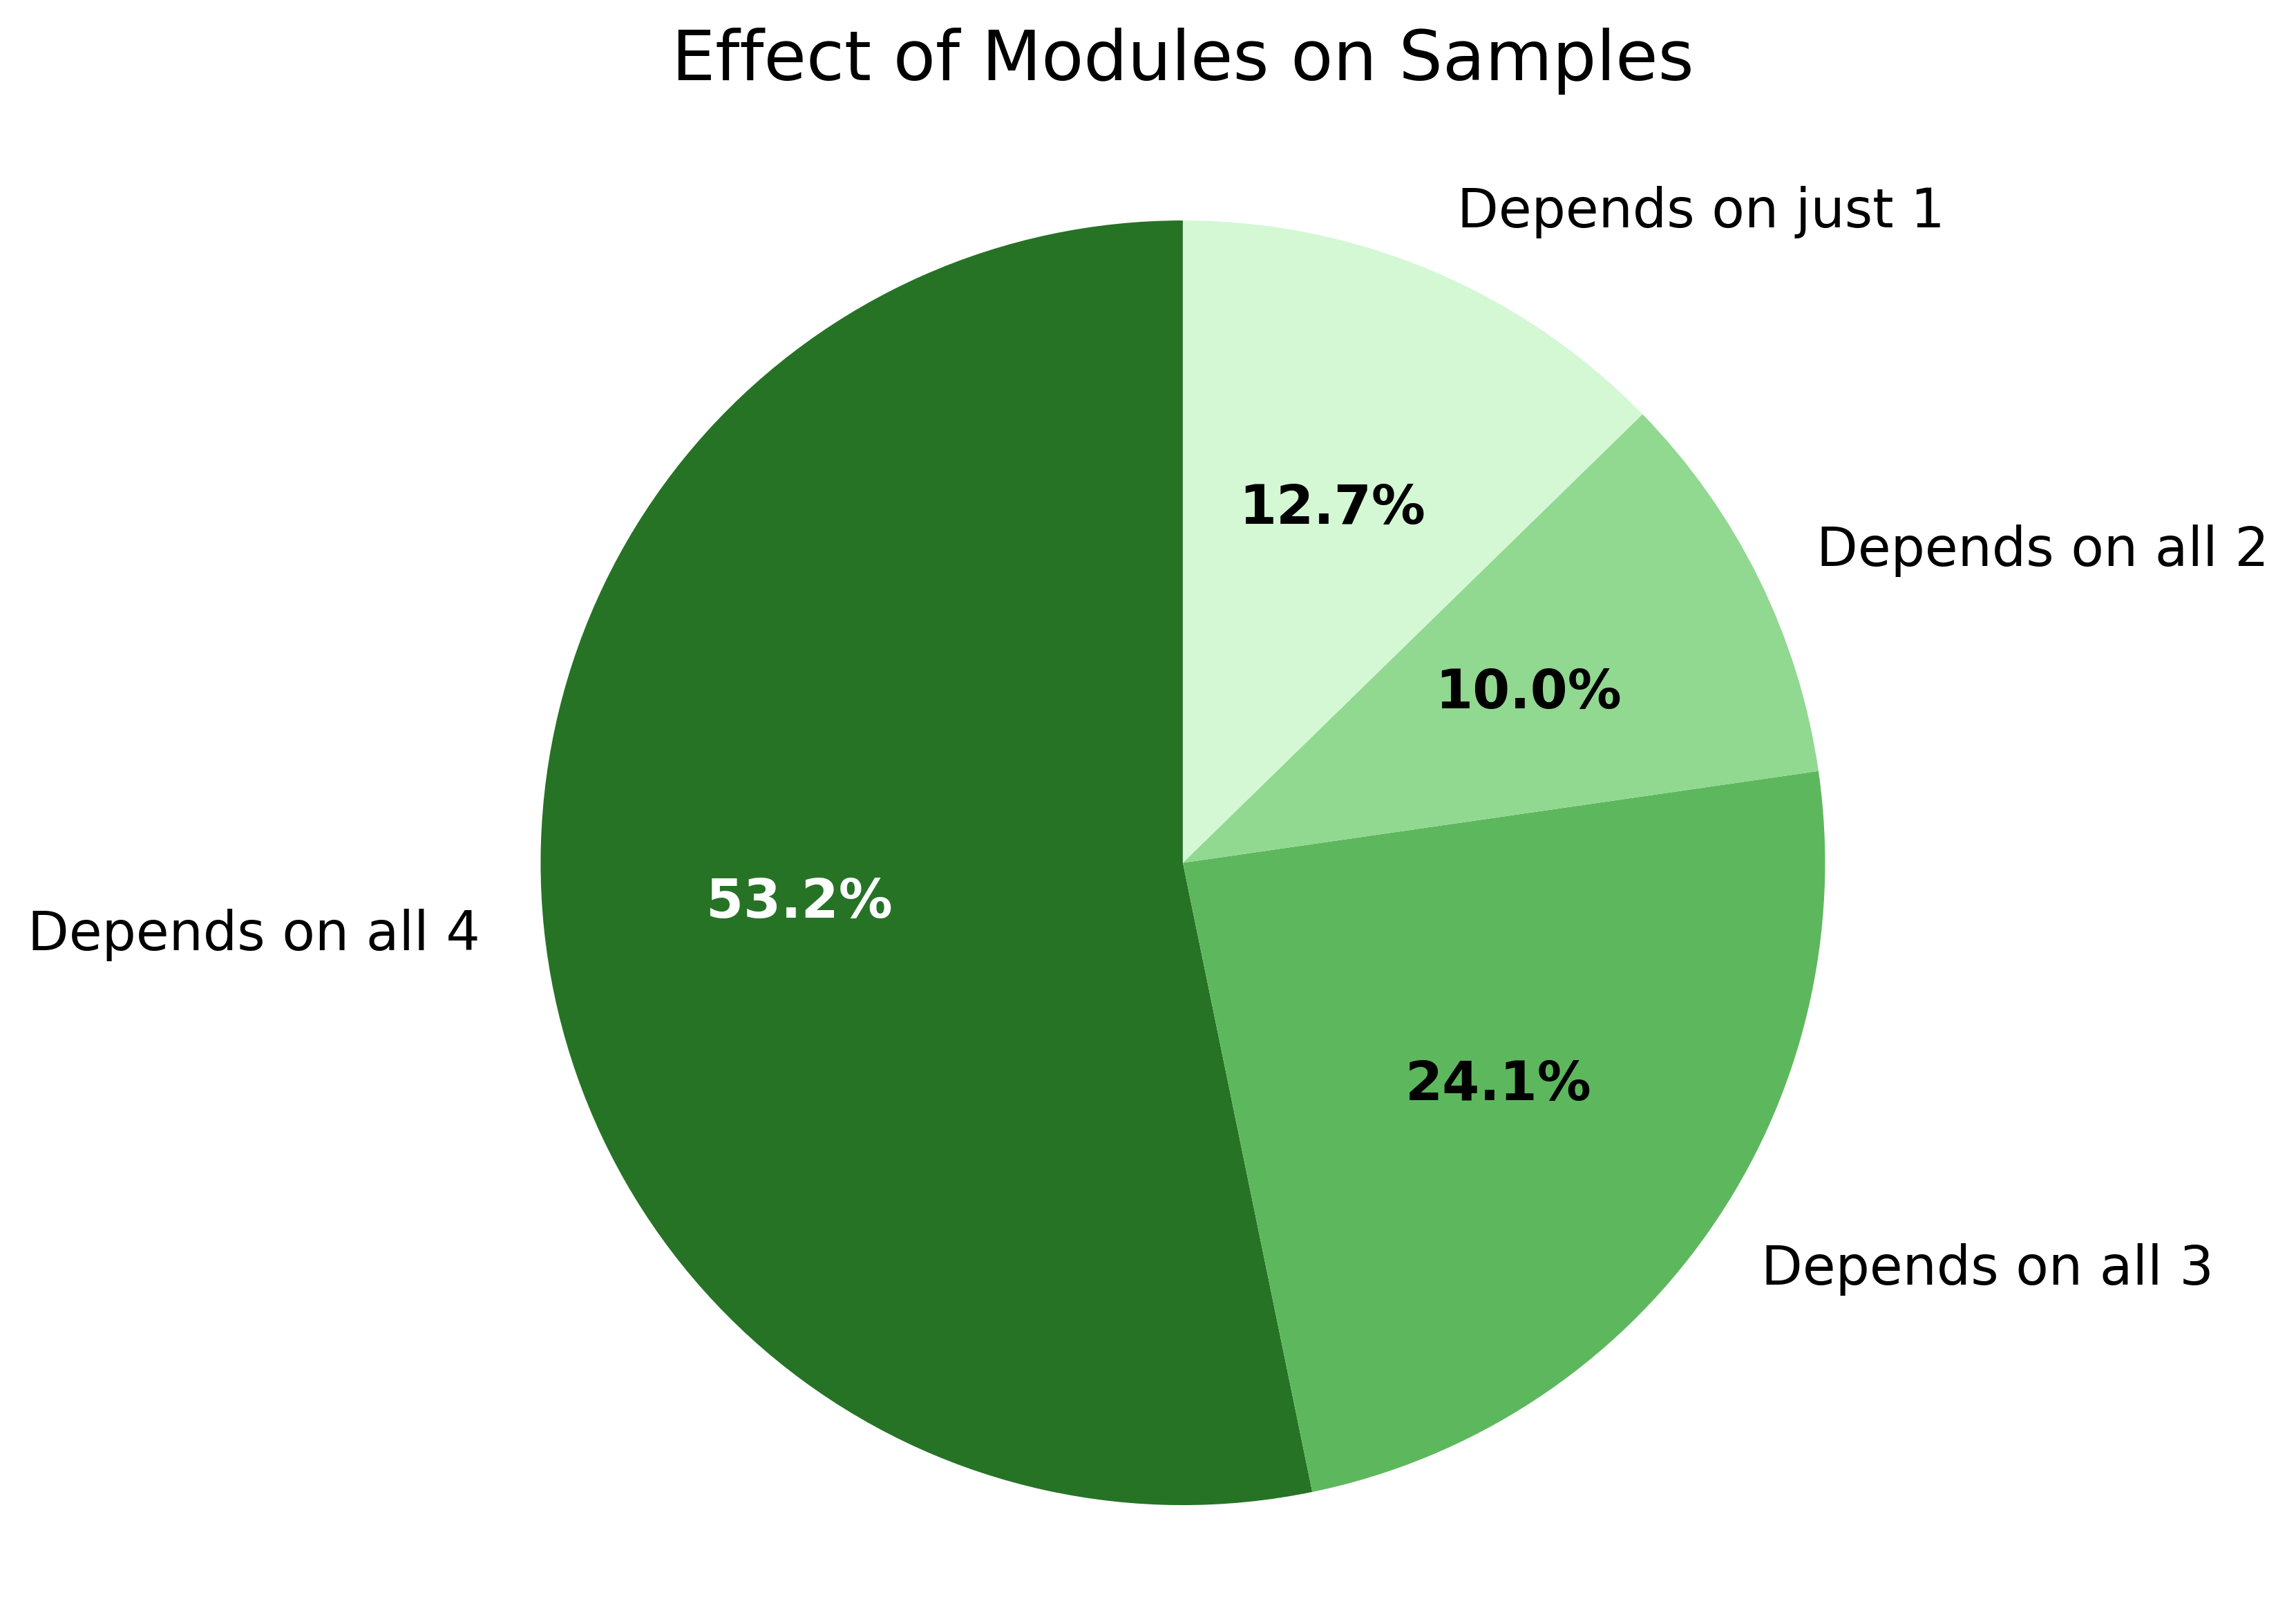 Effect of Modules on Samples
Depends on just 1
12.7%
Depends on all 2
10.0%
53.2%
Depends on all 4
24.1%
Depends on all 3